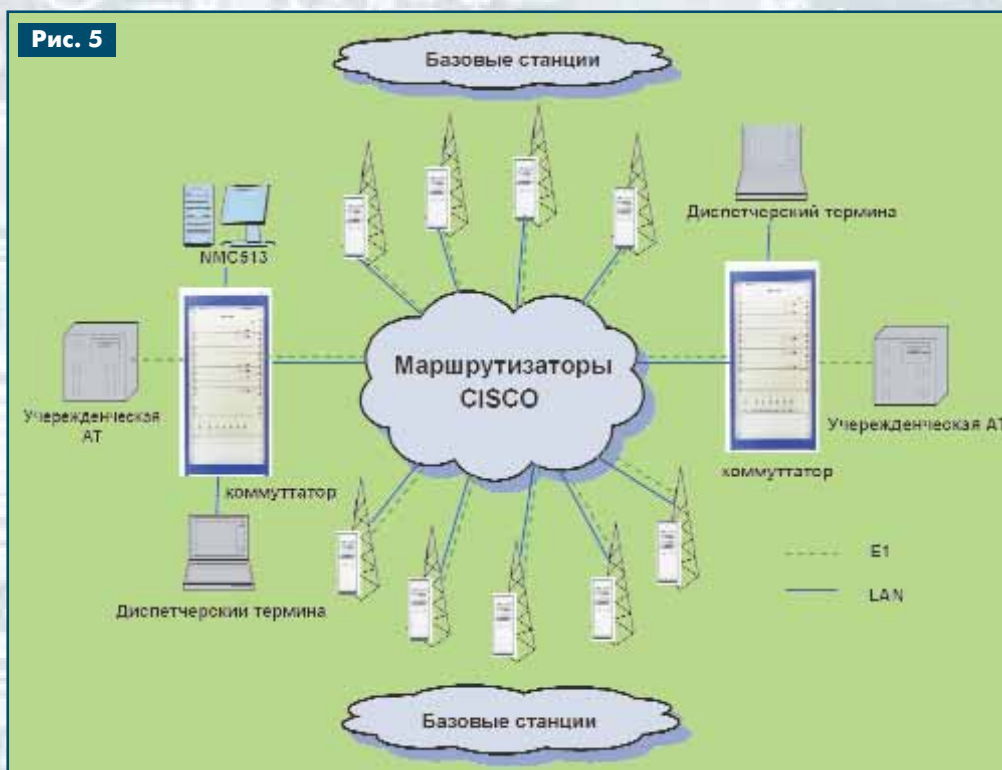 Рис. 5
Базовые станции
NMC513
Диспетчерский термина
Учережденческая
АТ
Маршрутизаторы
CISCO
Учережденческая АТ
коммуттатор
коммуттатор
Диспетчерскии термина
E1
LAN
Базовые станции